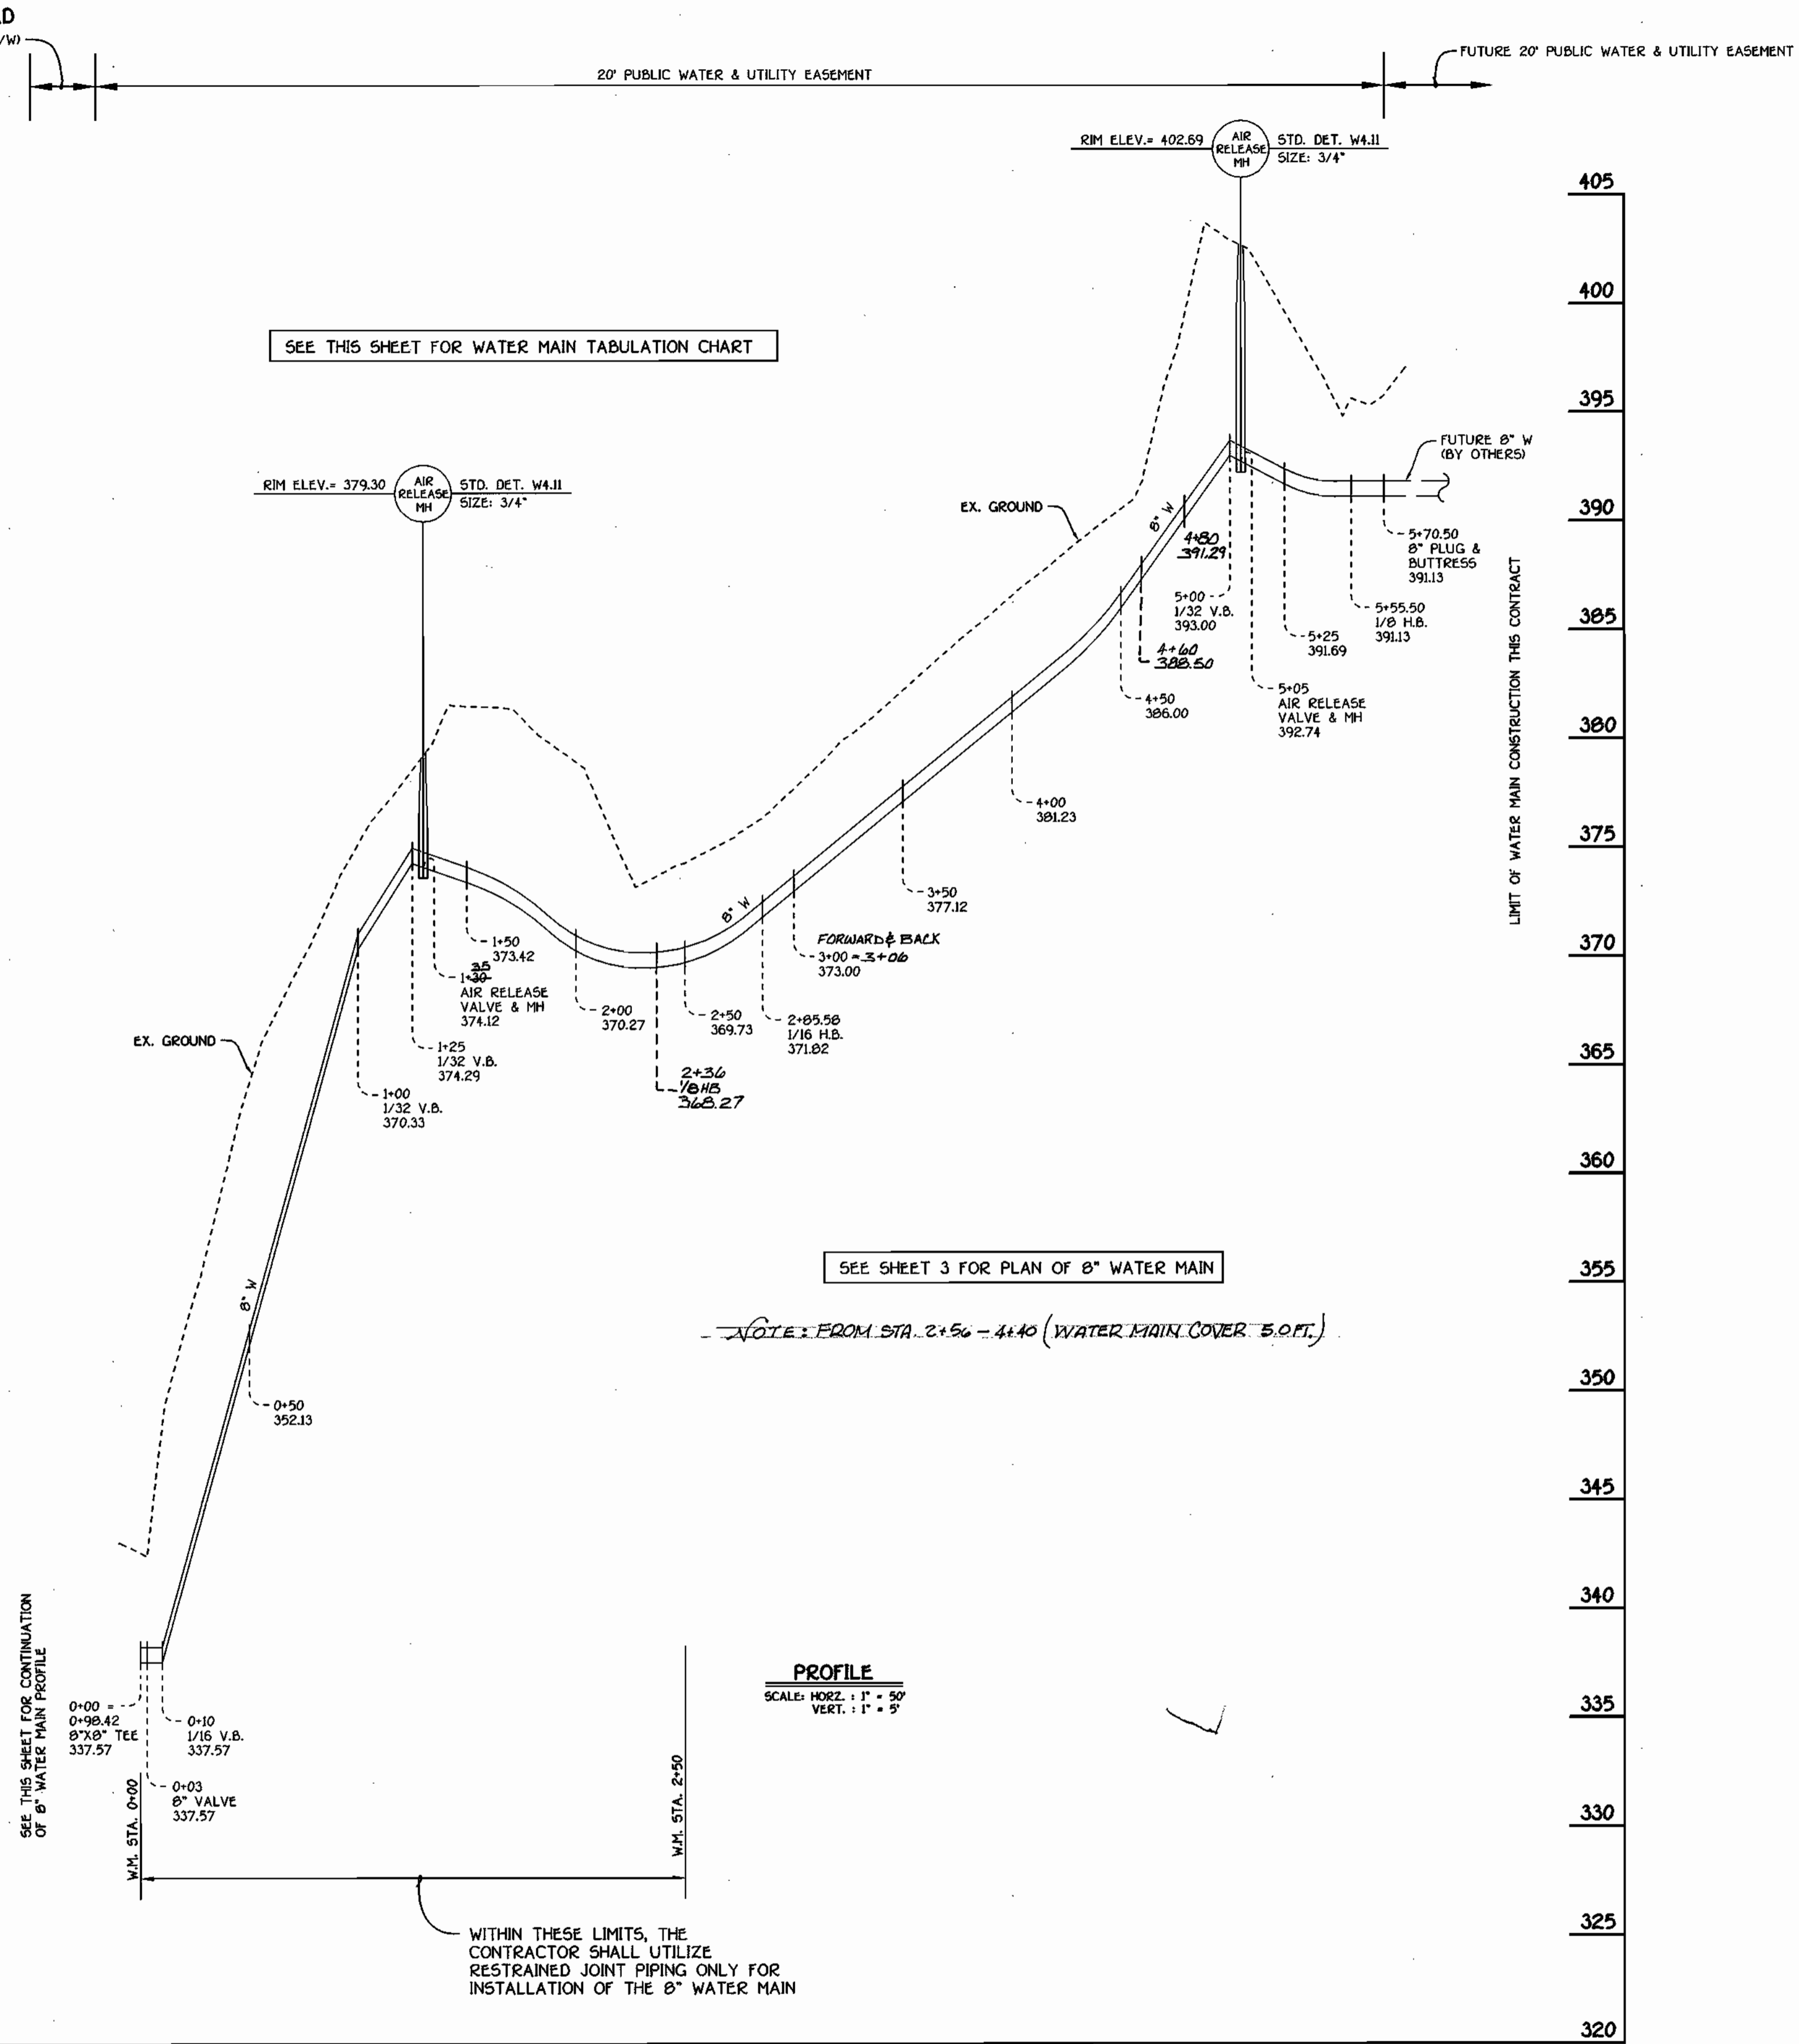 D
/W)
20' PUBLIC WATER & UTILITY EASEMENT
FUTURE 20' PUBLIC WATER & UTILITY EASEMENT
RIM ELEV.= 402.69
AIR
RELEASE
MH
STD. DET. W4.11
SIZE: 3/4"
SEE THIS SHEET FOR WATER MAIN TABULATION CHART
RIM ELEV.= 379.30
AIR
RELEASE
MH
STD. DET. W4.11
SIZE: 3/4"
405
400
395
390
385
380
375
370
365
360
355
350
345
340
335
330
325
320
FUTURE 8" W
(BY OTHERS)
EX. GROUND
8" W
4+80
391.29
5+00
1/32 V.B.
393.00
4+60
388.50
4+50
386.00
5+05
AIR RELEASE
VALVE & MH
392.74
5+25
391.69
5+55.50
1/8 H.B.
391.13
5+70.50
8" PLUG &
BUTTRESS
391.13
LIMIT OF WATER MAIN CONSTRUCTION THIS CONTRACT
4+00
381.23
3+50
377.12
8" W
FORWARD & BACK
3+00 = 3+06
373.00
2+85.58
1/16 H.B.
371.82
2+50
369.73
2+36
1/8 HB
368.27
2+00
370.27
1+50
373.42
35
1+30
AIR RELEASE
VALVE & MH
374.12
1+25
1/32 V.B.
374.29
1+00
1/32 V.B.
370.33
EX. GROUND
8" W
0+50
352.13
SEE SHEET 3 FOR PLAN OF 8" WATER MAIN
NOTE: FROM STA. 2+56 - 4+40 (WATER MAIN COVER 5.0 FT.)
SEE THIS SHEET FOR CONTINUATION
OF 8" WATER MAIN PROFILE
0+00 =
0+98.42
8"X8" TEE
337.57
0+10
1/16 V.B.
337.57
0+03
8" VALVE
337.57
W.M. STA. 0+00
W.M. STA. 2+50
PROFILE
SCALE: HORZ. : 1" = 50'
VERT. : 1" = 5'
WITHIN THESE LIMITS, THE
CONTRACTOR SHALL UTILIZE
RESTRAINED JOINT PIPING ONLY FOR
INSTALLATION OF THE 8" WATER MAIN